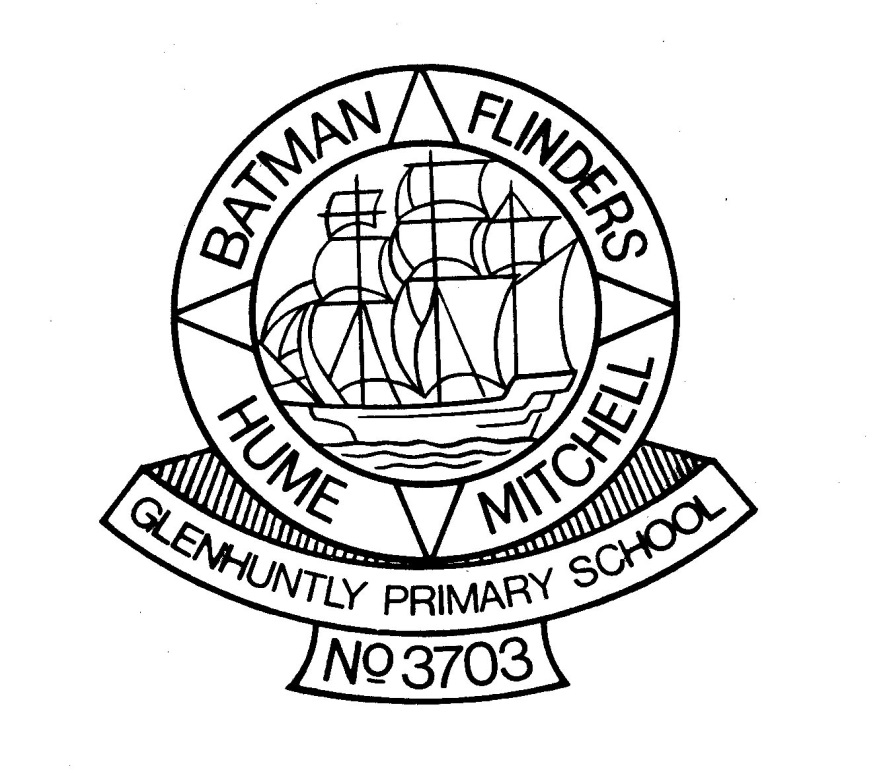 BATMAN
FLINDERS
HUME
MITCHELL
GLENHUNTLY PRIMARY SCHOOL
Nº 3703